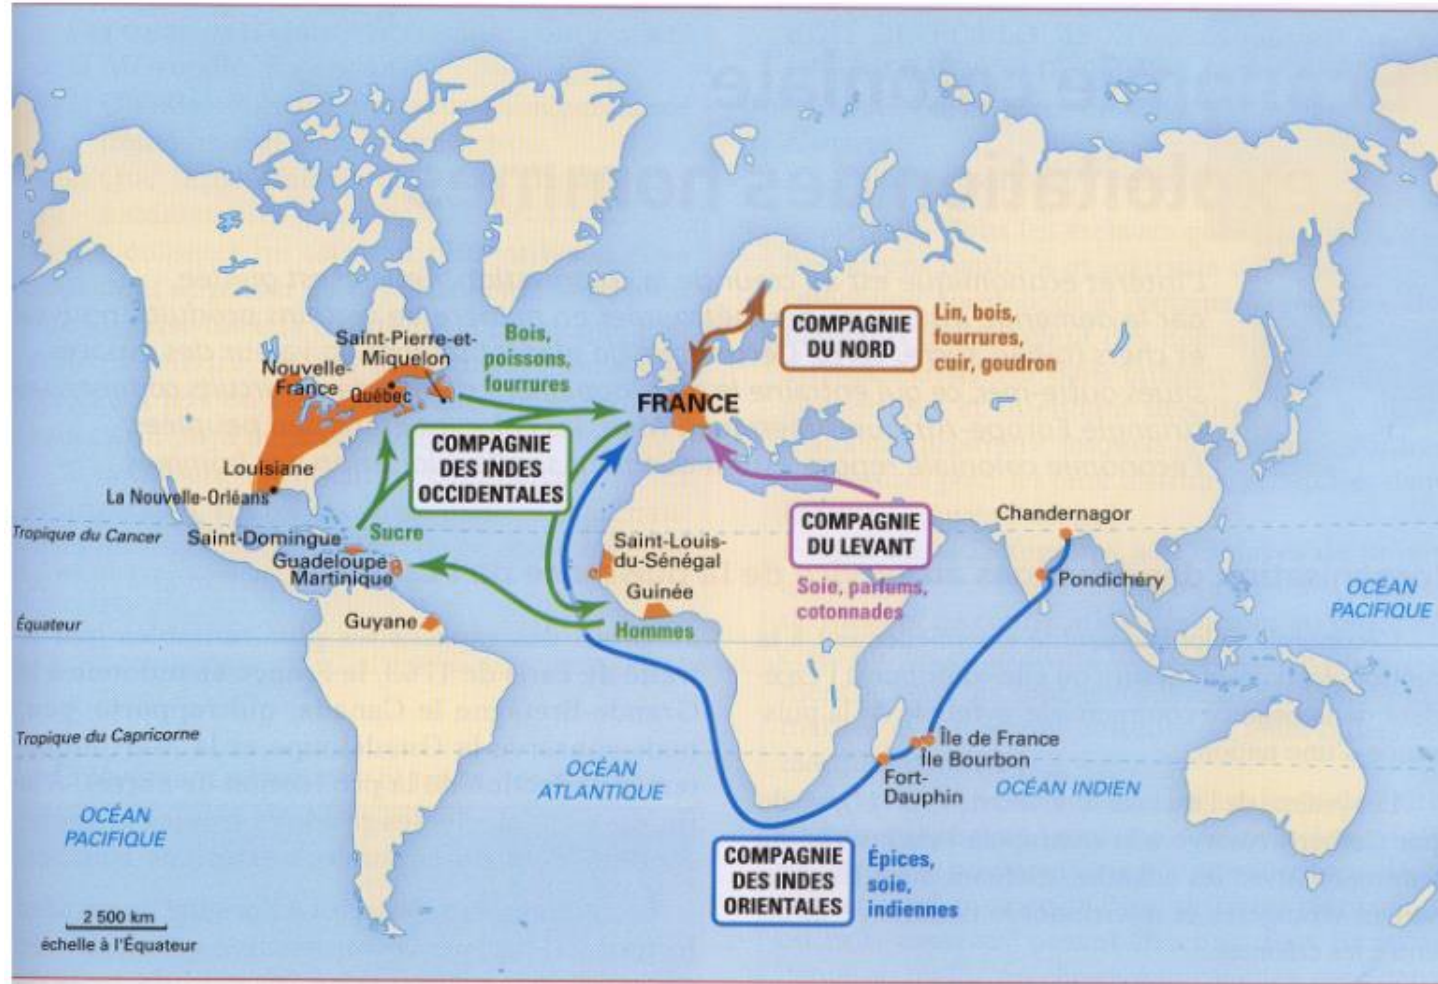 Saint-Pierre-et-
Miquelon
Nouvelle-
France
Québec
Bois,
poissons,
fourrures
COMPAGNIE
DU NORD
Lin, bois,
fourrures,
cuir, goudron
FRANCE
COMPAGNIE
DES INDES
OCCIDENTALES
Louisiane
La Nouvelle-Orléans
Tropique du Cancer
Saint-Domingue
Sucre
Guadeloupe
Martinique
Saint-Louis-
du-Sénégal
Guinée
COMPAGNIE
DU LEVANT
Soie, parfums,
cotonnades
Chandernagor
Pondichéry
OCÉAN
PACIFIQUE
Équateur
Guyane
Hommes
Tropique du Capricorne
Île de France
Île Bourbon
Fort-
Dauphin
OCÉAN INDIEN
OCÉAN
ATLANTIQUE
OCÉAN
PACIFIQUE
COMPAGNIE
DES INDES
ORIENTALES
Épices,
soie,
indiennes
2 500 km
échelle à l'Équateur